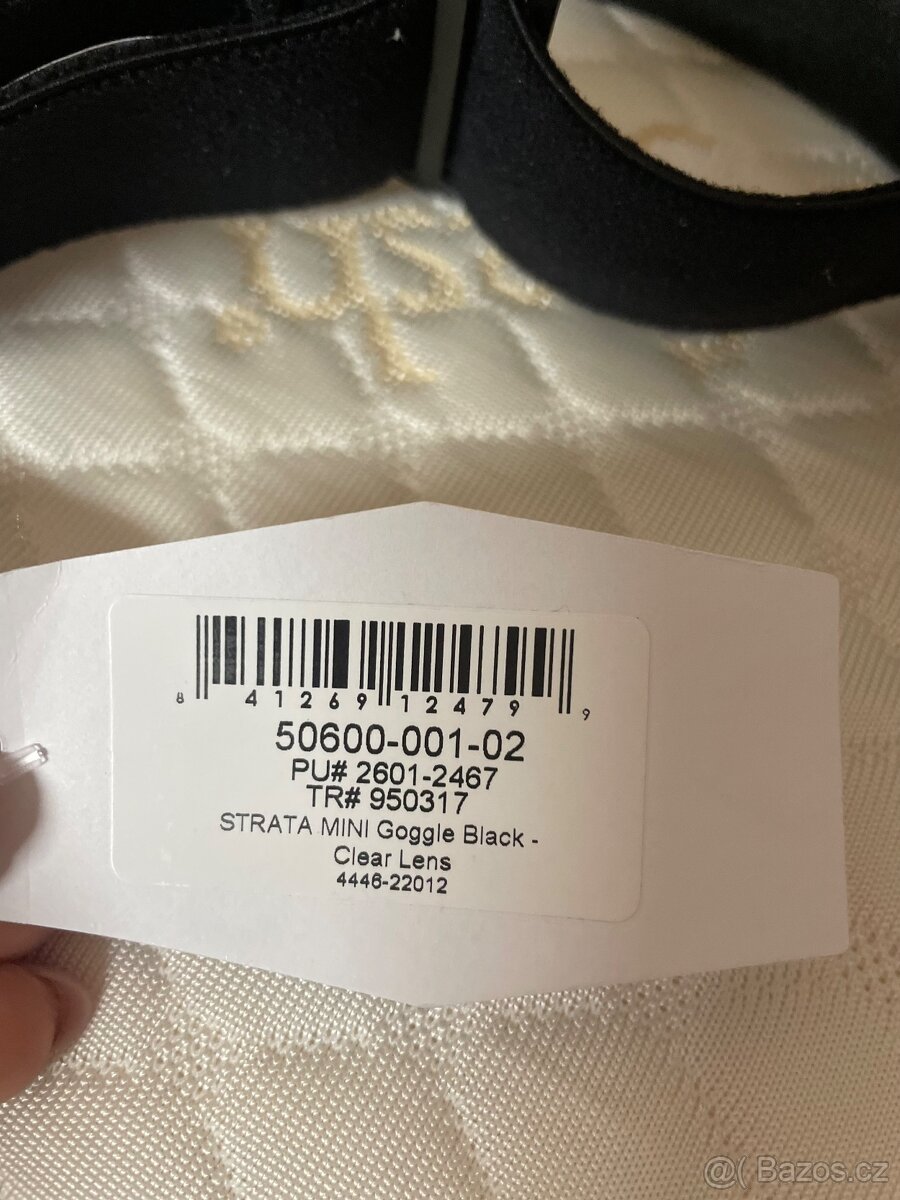 8 41269 12479 9
50600-001-02
PU# 2601-2467
TR# 950317
STRATA MINI Goggle Black -
Clear Lens
4446-22012
@( Bazos.cz